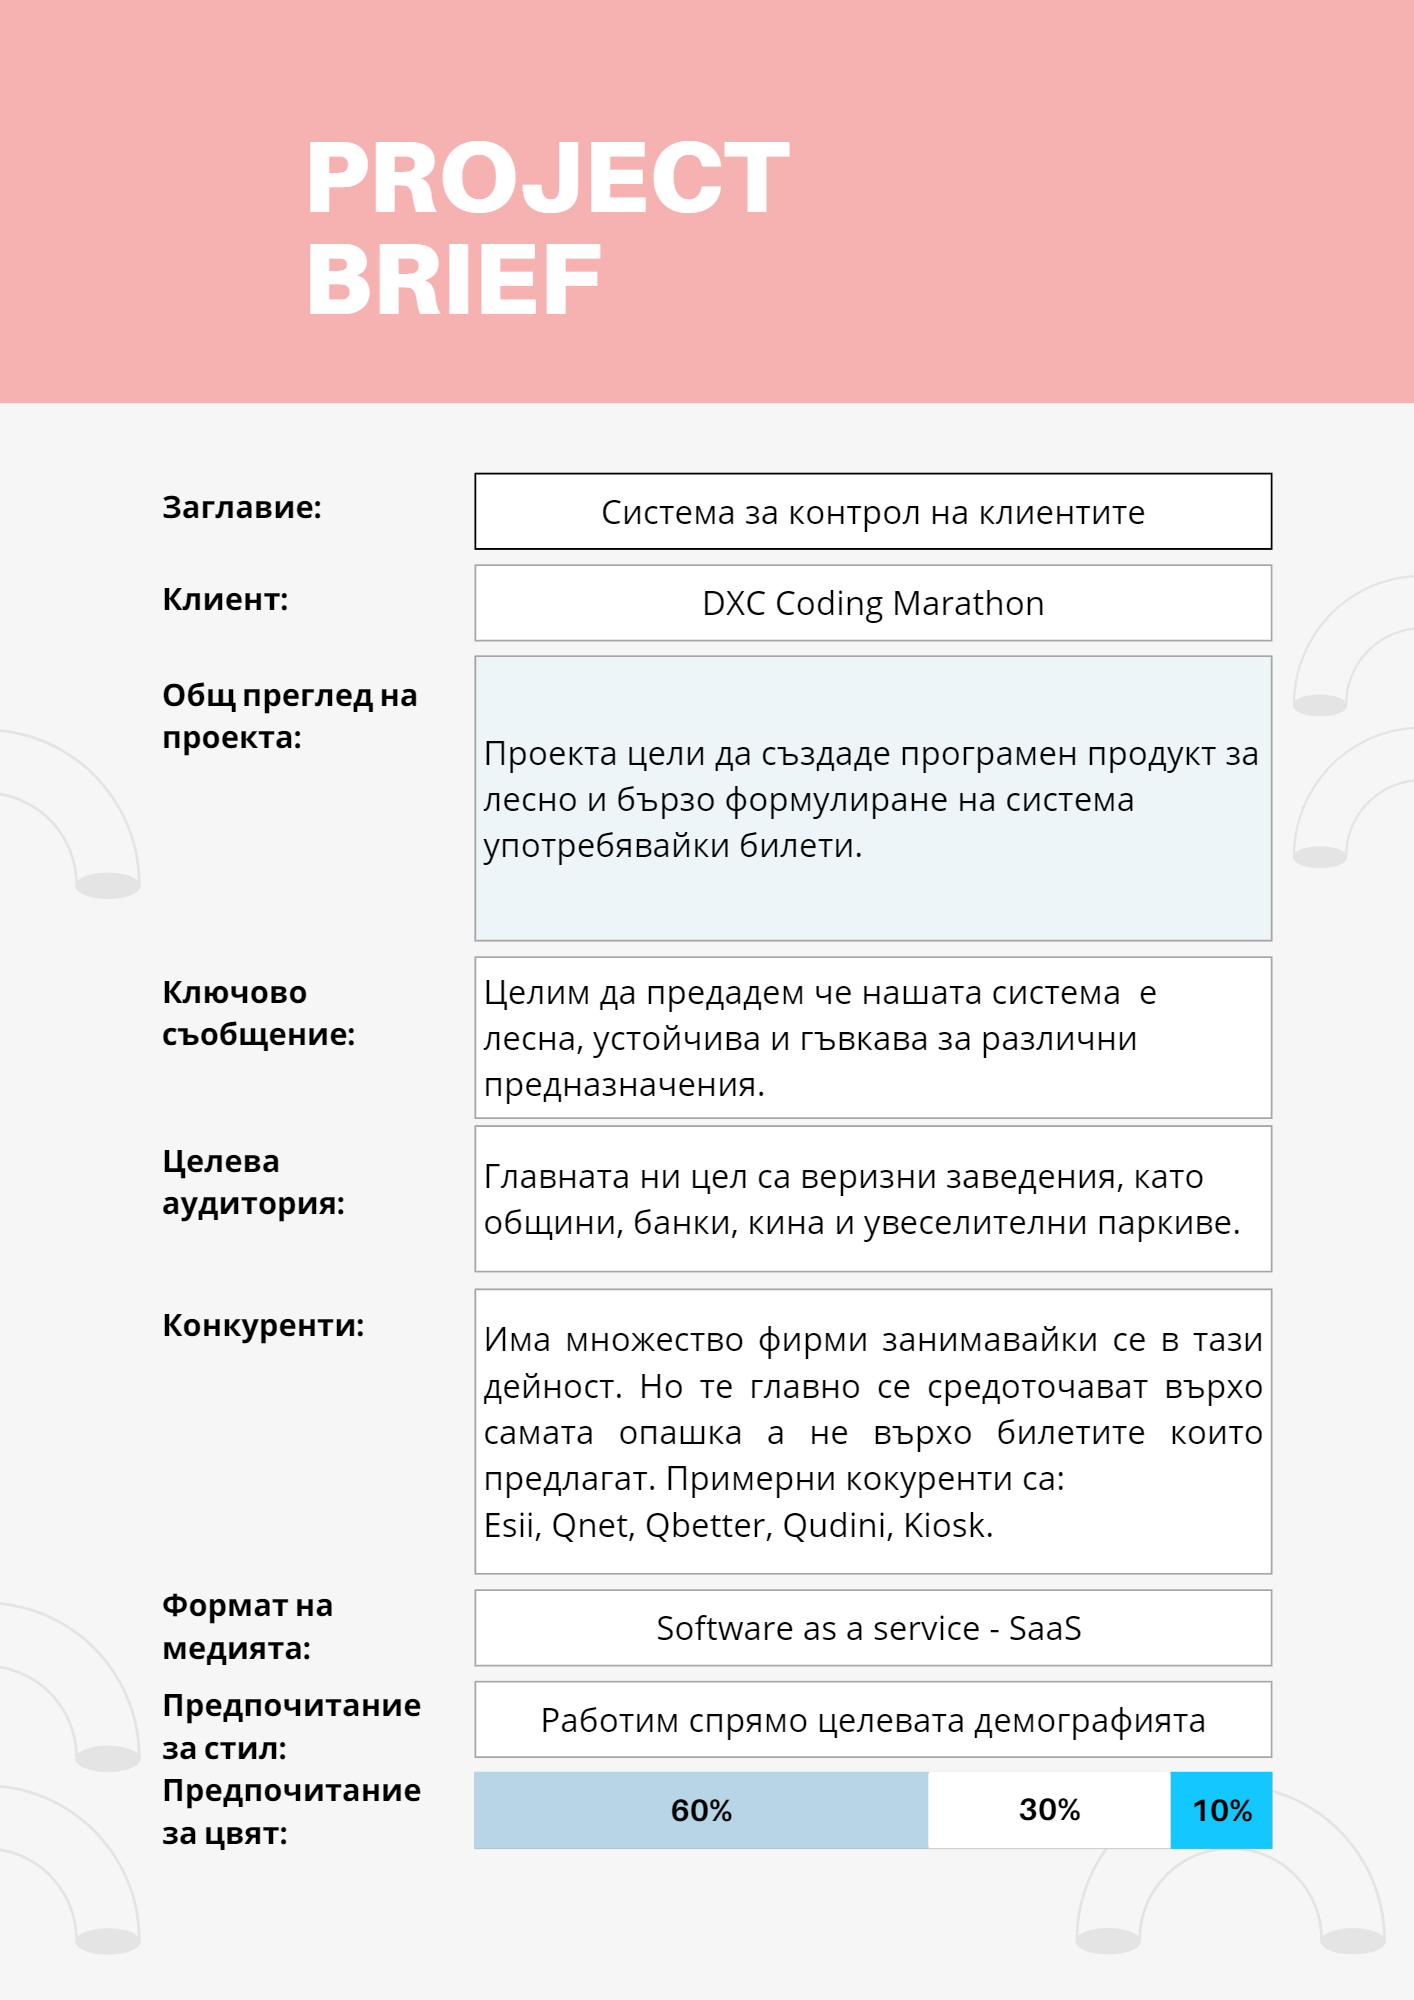 PROJECT
BRIEF
Заглавие:
Система за контрол на клиентите
Клиент:
DXC Coding Marathon
Общ преглед на
проекта:
Проекта цели да създаде програмен продукт за
лесно и бързо формулиране на система
употребявайки билети.
Ключово
съобщение:
Целим да предадем че нашата система  е
лесна, устойчива и гъвкава за различни
предназначения.
Целева
аудитория:
Главната ни цел са веризни заведения, като
общини, банки, кина и увеселителни паркиве.
Конкуренти:
Има множество фирми занимавайки се в тази
дейност. Но те главно се средоточават върхо
самата опашка а не върхо билетите които
предлагат. Примерни кокуренти са:
Esii, Qnet, Qbetter, Qudini, Kiosk.
Формат на
медията:
Software as a service - SaaS
Предпочитание
за стил:
Работим спрямо целевата демографията
Предпочитание
за цвят:
60% 30% 10%